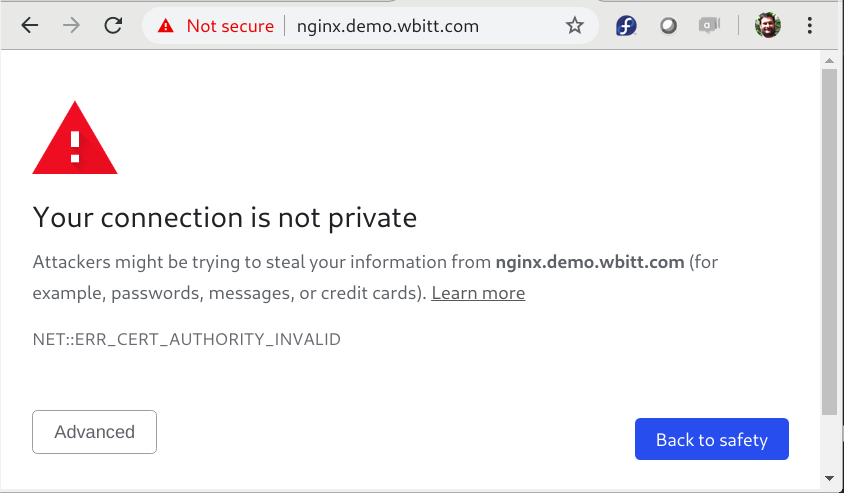 Not secure nginx.demo.wbitt.com
Your connection is not private
Attackers might be trying to steal your information from nginx.demo.wbitt.com (for
example, passwords, messages, or credit cards). Learn more
NET::ERR_CERT_AUTHORITY_INVALID
Advanced
Back to safety